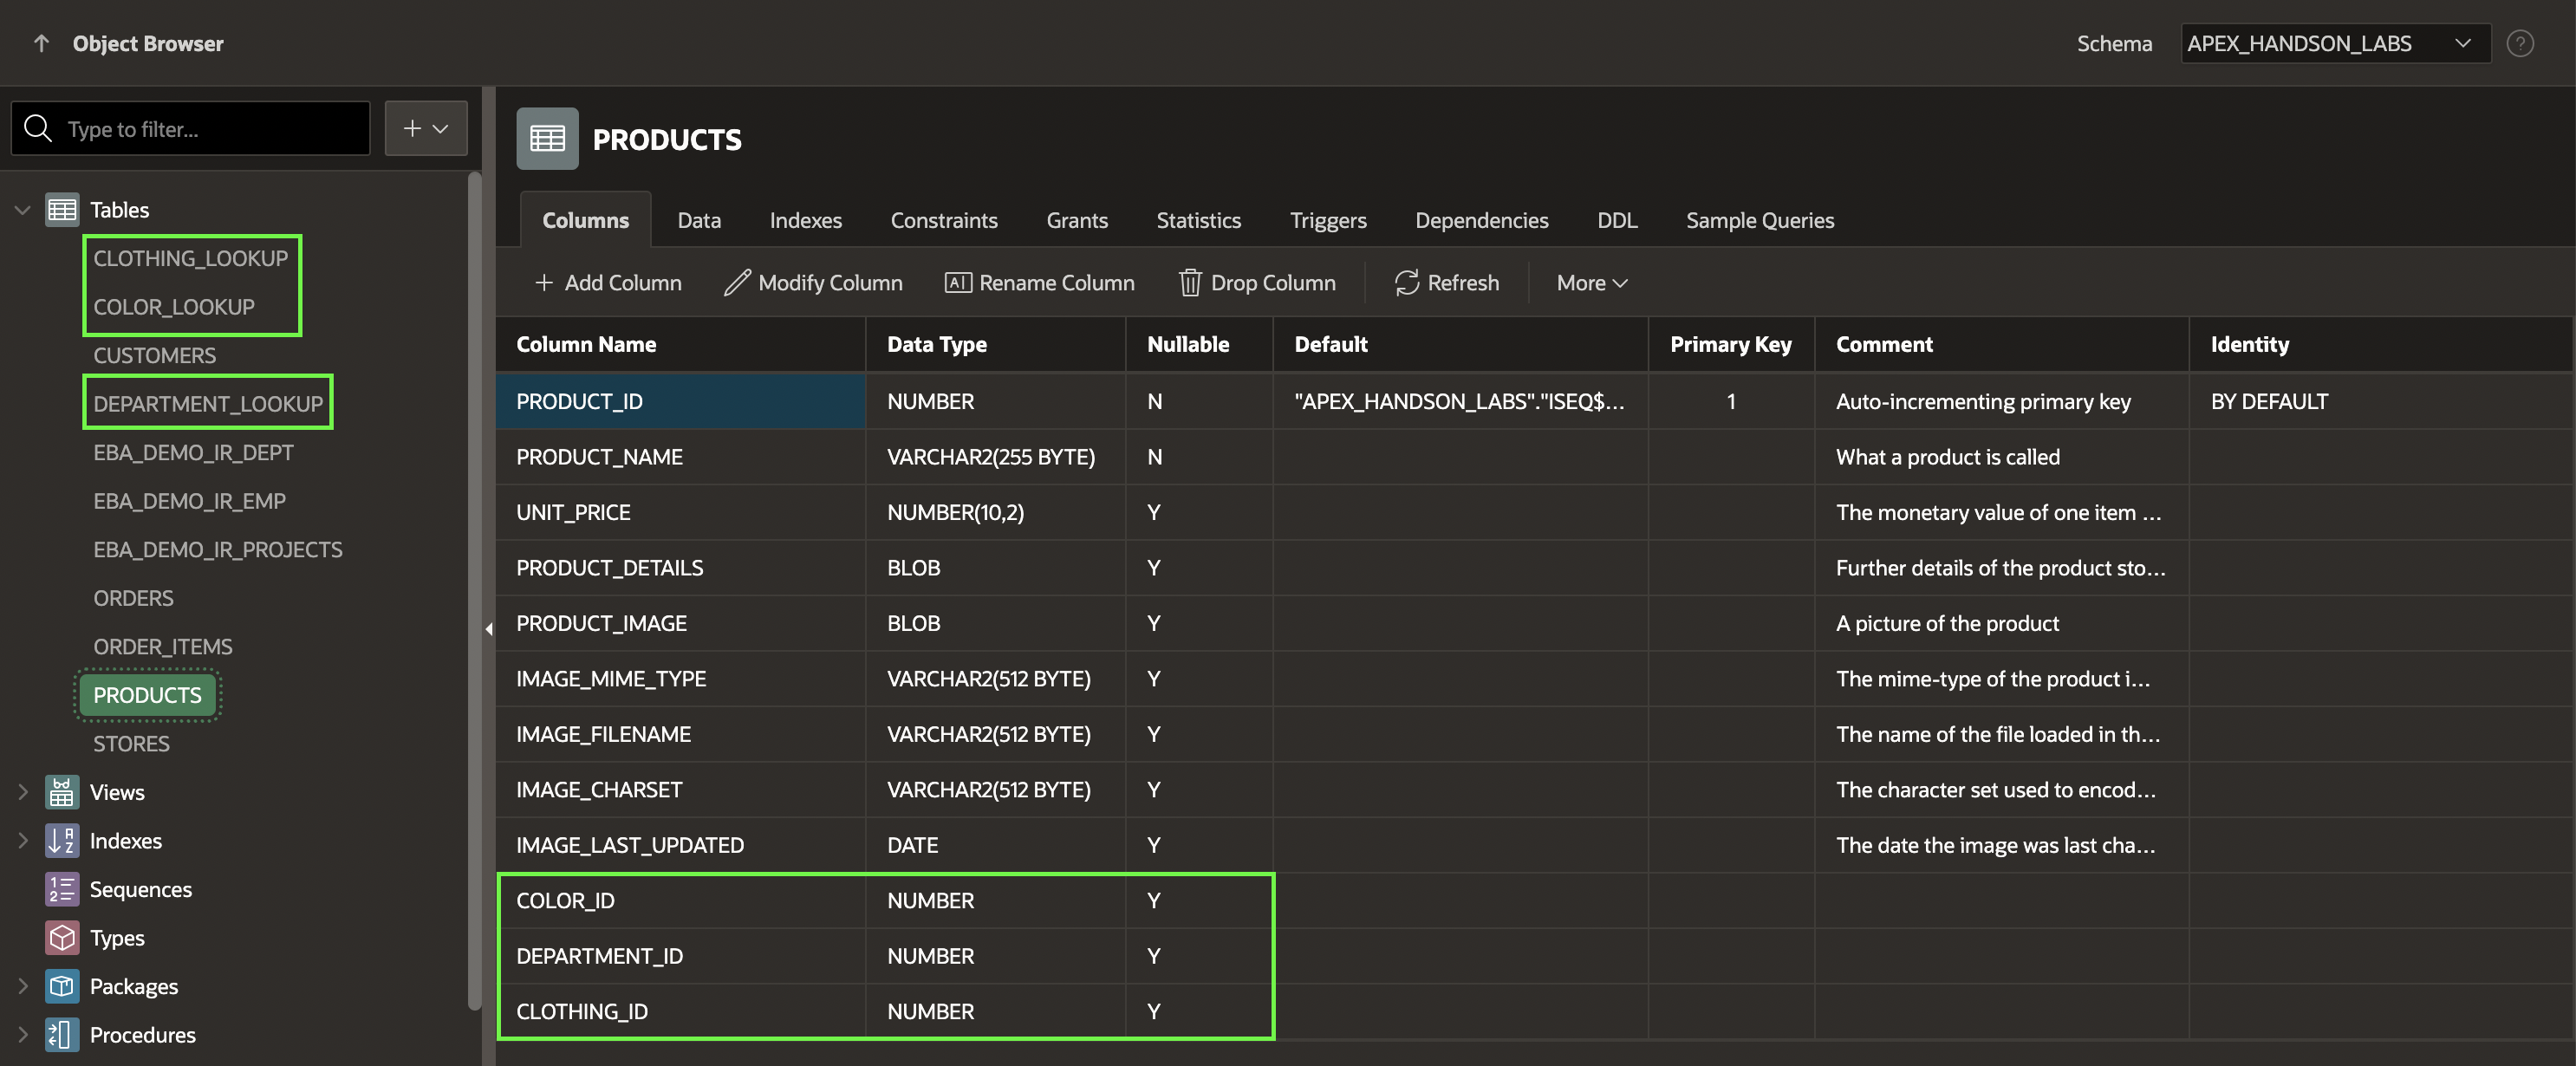 Object Browser
Schema APEX_HANDSON_LABS
Type to filter...
Tables
CLOTHING_LOOKUP
COLOR_LOOKUP
CUSTOMERS
DEPARTMENT_LOOKUP
EBA_DEMO_IR_DEPT
EBA_DEMO_IR_EMP
EBA_DEMO_IR_PROJECTS
ORDERS
ORDER_ITEMS
PRODUCTS
STORES
Views
Indexes
Sequences
Types
Packages
Procedures
PRODUCTS
Columns Data Indexes Constraints Grants Statistics Triggers Dependencies DDL Sample Queries
Add Column Modify Column Rename Column Drop Column Refresh More
Column Name Data Type Nullable Default Primary Key Comment Identity
PRODUCT_ID NUMBER N "APEX_HANDSON_LABS"."ISEQ$... 1 Auto-incrementing primary key BY DEFAULT
PRODUCT_NAME VARCHAR2(255 BYTE) N What a product is called
UNIT_PRICE NUMBER(10,2) Y The monetary value of one item ...
PRODUCT_DETAILS BLOB Y Further details of the product sto...
PRODUCT_IMAGE BLOB Y A picture of the product
IMAGE_MIME_TYPE VARCHAR2(512 BYTE) Y The mime-type of the product i...
IMAGE_FILENAME VARCHAR2(512 BYTE) Y The name of the file loaded in th...
IMAGE_CHARSET VARCHAR2(512 BYTE) Y The character set used to encod...
IMAGE_LAST_UPDATED DATE Y The date the image was last cha...
COLOR_ID NUMBER Y
DEPARTMENT_ID NUMBER Y
CLOTHING_ID NUMBER Y